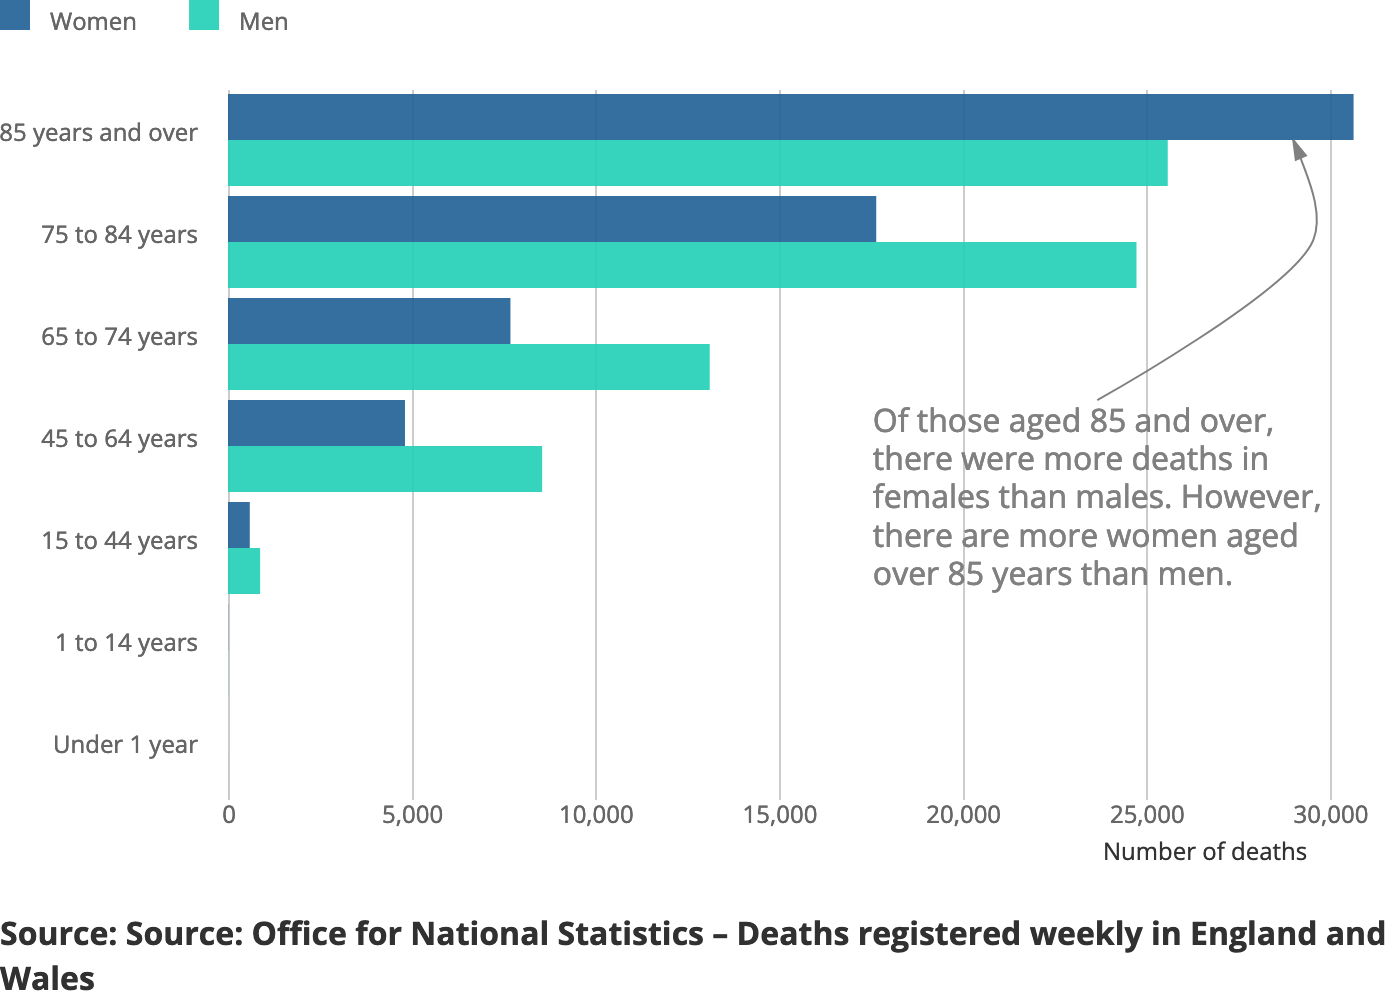 Women Men
85 years and over
75 to 84 years
65 to 74 years
Of those aged 85 and over,
45 to 64 years
there were more deaths in
females than males. However,
15 to 44 years
there are more women aged
over 85 years than men.
1 to 14 years
Under 1 year
0 5,000 10,000 15,000 20,000 25,000 30,000
Number of deaths
Source: Source: Office for National Statistics – Deaths registered weekly in England and
Wales